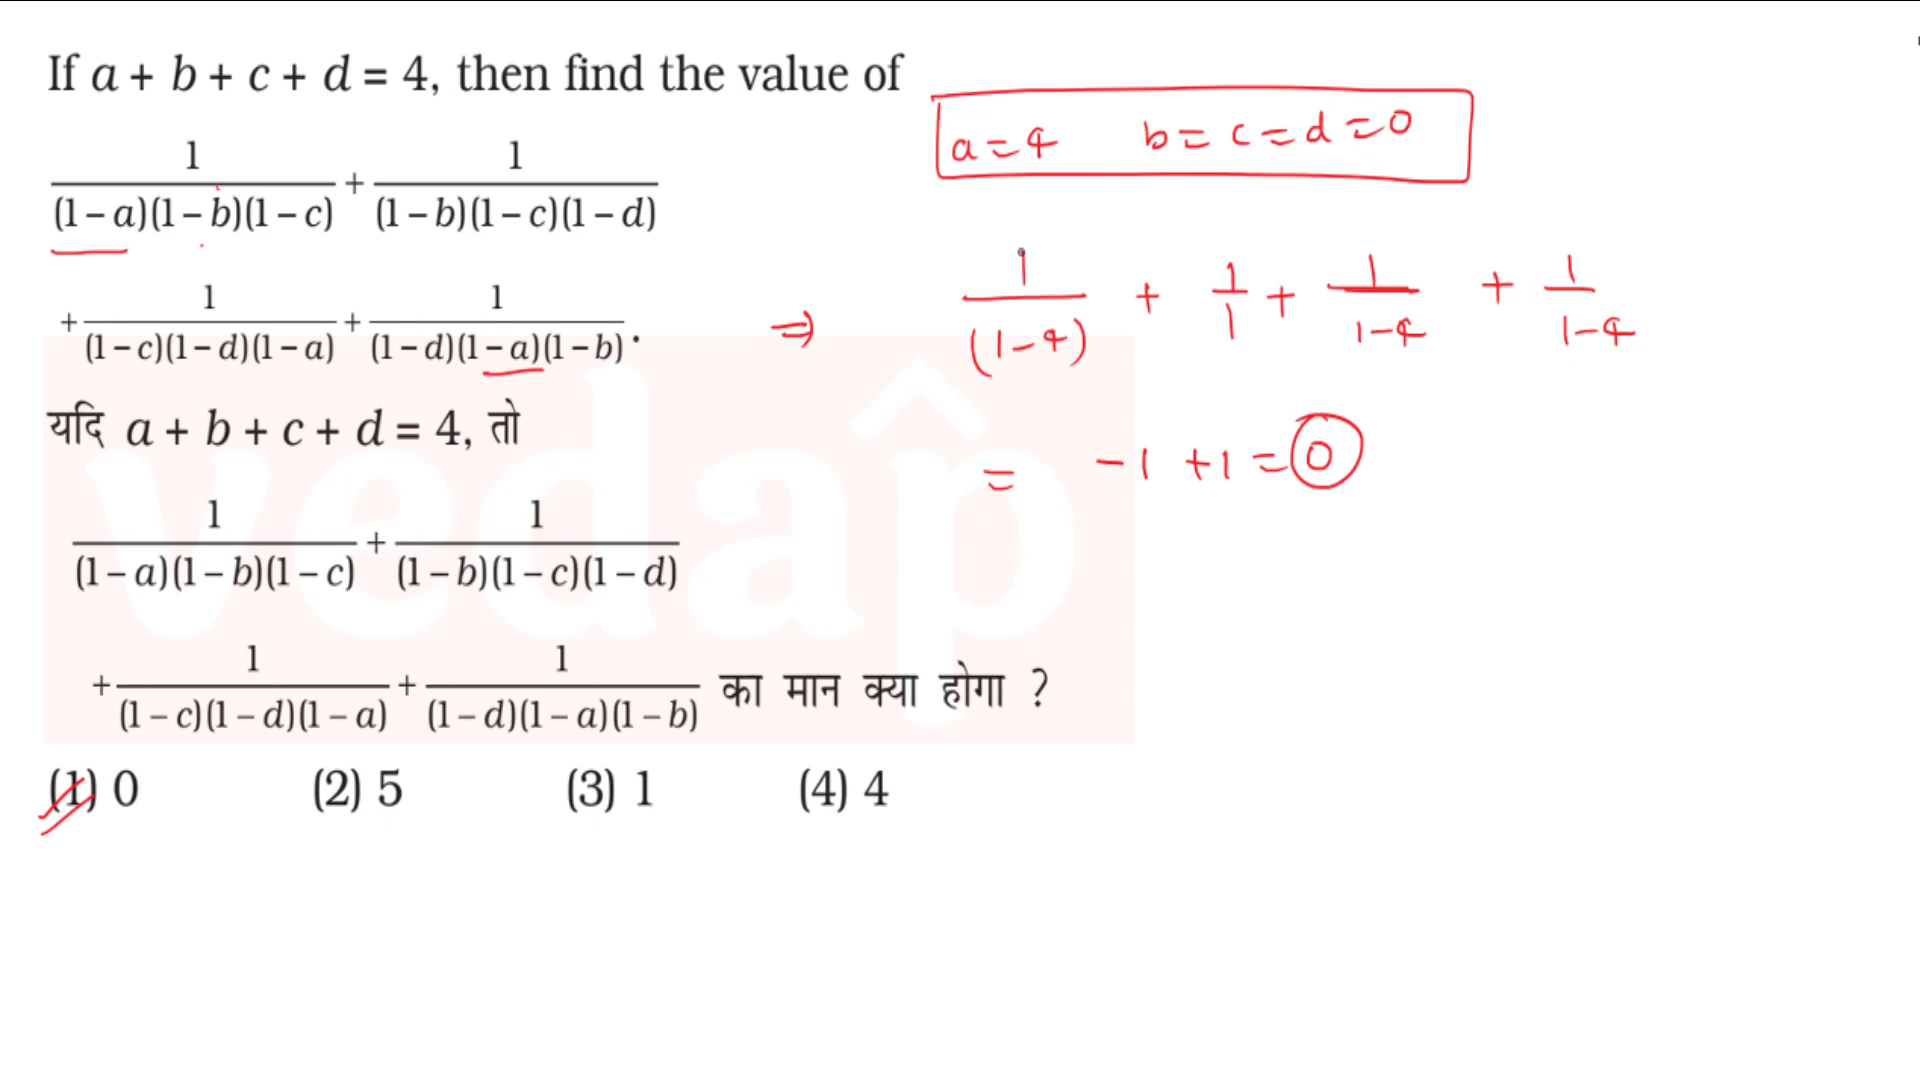 If a + b + c + d = 4, then find the value of
1/((1 – a)(1 – b)(1 – c)) + 1/((1 – b)(1 – c)(1 – d))
+ 1/((1 – c)(1 – d)(1 – a)) + 1/((1 – d)(1 – a)(1 – b)).
यदि a + b + c + d = 4, तो
1/((1 – a)(1 – b)(1 – c)) + 1/((1 – b)(1 – c)(1 – d))
+ 1/((1 – c)(1 – d)(1 – a)) + 1/((1 – d)(1 – a)(1 – b)) का मान क्या होगा ?
(1) 0 (2) 5 (3) 1 (4) 4
a = 4 b = c = d = 0
⇒ 1/(1-4) + 1/1 + 1/1-4 + 1/1-4
= -1 +1 = 0
vedap